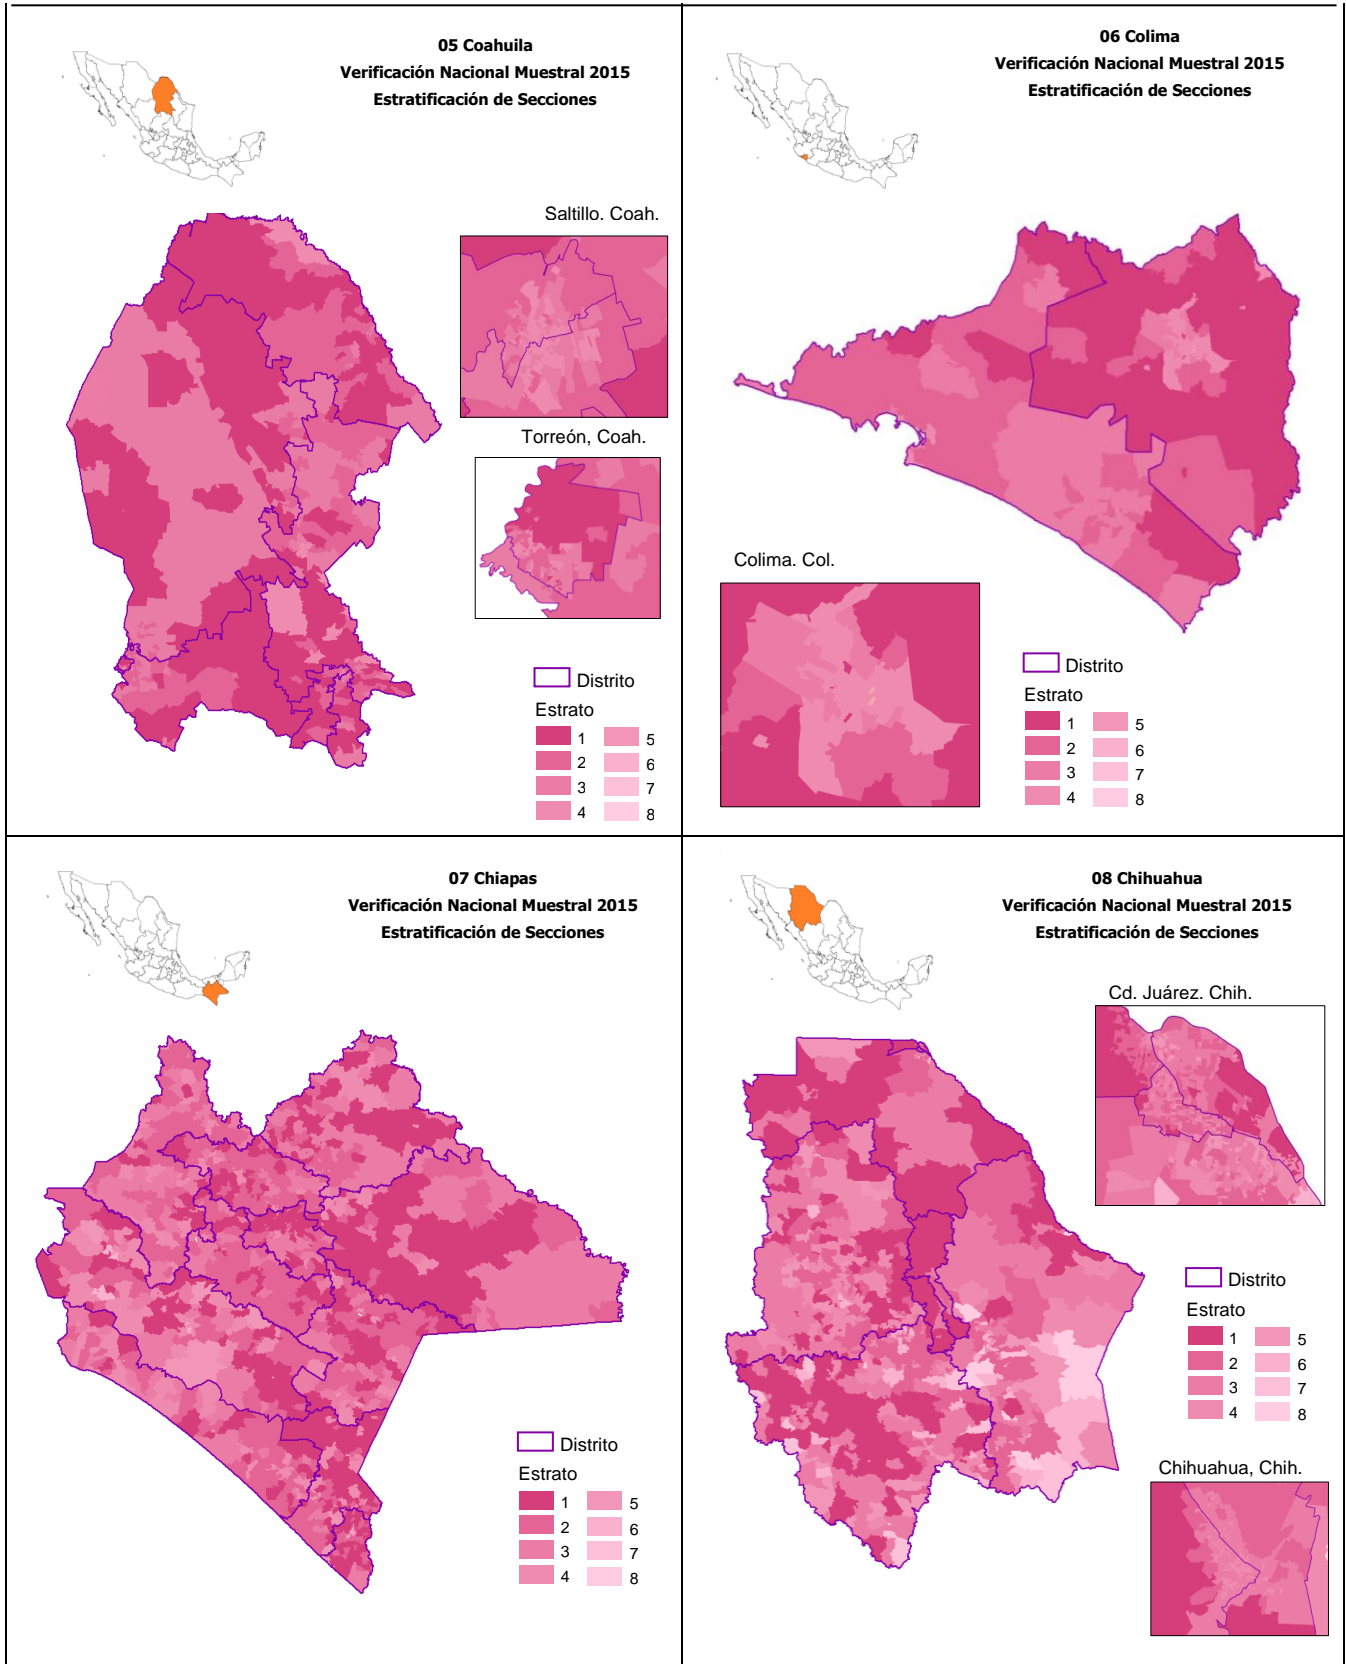 05 Coahuila
Verificación Nacional Muestral 2015
Estratificación de Secciones
Saltillo. Coah.
Torreón, Coah.
Distrito
Estrato
1 5
2 6
3 7
4 8
06 Colima
Verificación Nacional Muestral 2015
Estratificación de Secciones
Colima. Col.
Distrito
Estrato
1 5
2 6
3 7
4 8
07 Chiapas
Verificación Nacional Muestral 2015
Estratificación de Secciones
Distrito
Estrato
1 5
2 6
3 7
4 8
08 Chihuahua
Verificación Nacional Muestral 2015
Estratificación de Secciones
Cd. Juárez. Chih.
Distrito
Estrato
1 5
2 6
3 7
4 8
Chihuahua, Chih.